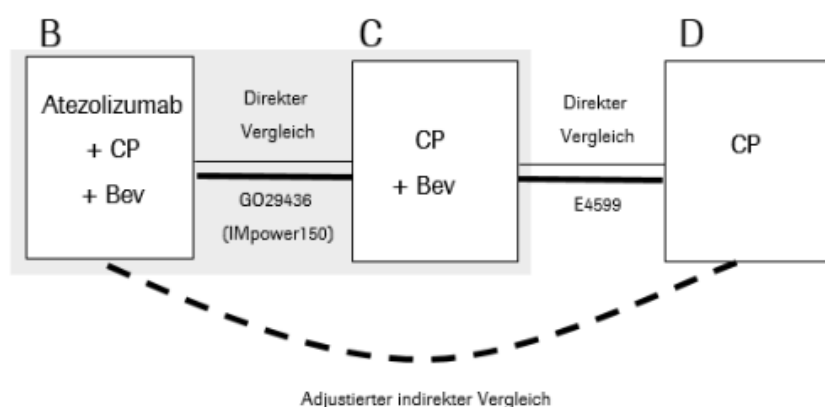 B
C
D
Atezolizumab
+ CP
+ Bev
Direkter
Vergleich
GO29436
(IMpower150)
CP
+ Bev
Direkter
Vergleich
E4599
CP
Adjustierter indirekter Vergleich